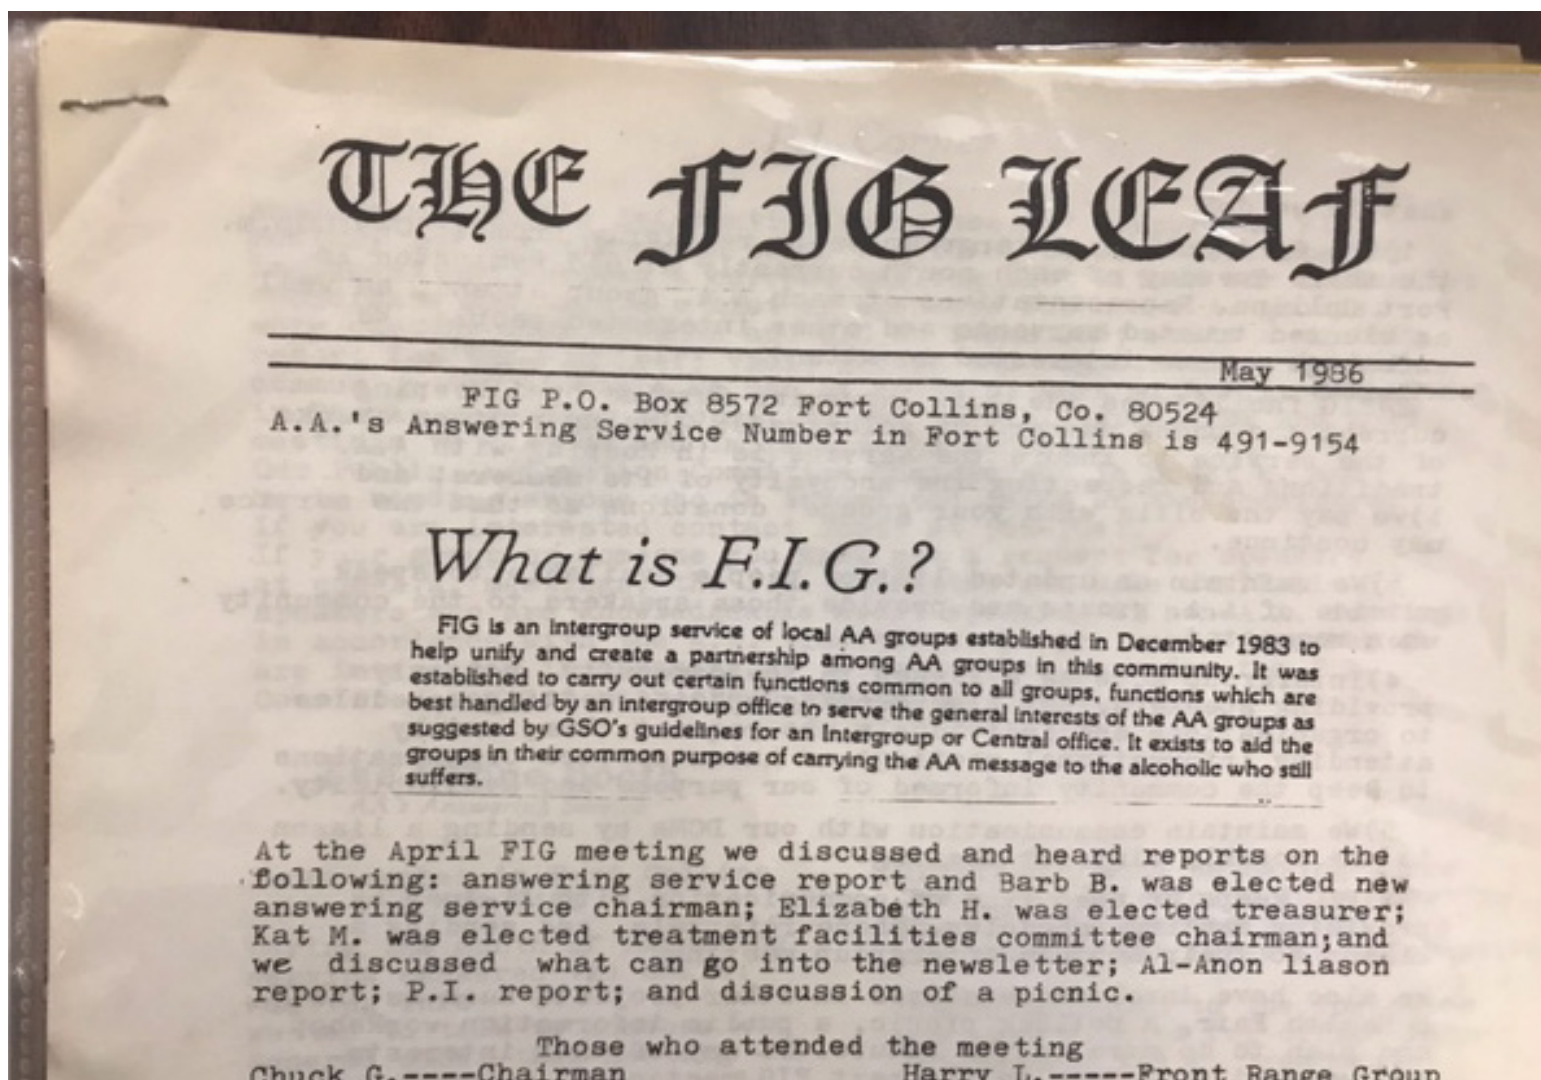 THE FIG LEAF
May 1986
FIG P.O. Box 8572 Fort Collins, Co. 80524
A.A.'s Answering Service Number in Fort Collins is 491-9154
What is F.I.G.?
FIG is an intergroup service of local AA groups established in December 1983 to
help unify and create a partnership among AA groups in this community. It was
established to carry out certain functions common to all groups, functions which are
best handled by an intergroup office to serve the general interests of the AA groups as
suggested by GSO's guidelines for an Intergroup or Central office. It exists to aid the
groups in their common purpose of carrying the AA message to the alcoholic who still
suffers.
At the April FIG meeting we discussed and heard reports on the
following: answering service report and Barb B. was elected new
answering service chairman; Elizabeth H. was elected treasurer;
Kat M. was elected treatment facilities committee chairman;and
we discussed what can go into the newsletter; Al-Anon liason
report; P.I. report; and discussion of a picnic.
Those who attended the meeting
Chuck G.----Chairman Harry L.-----Front Range Group